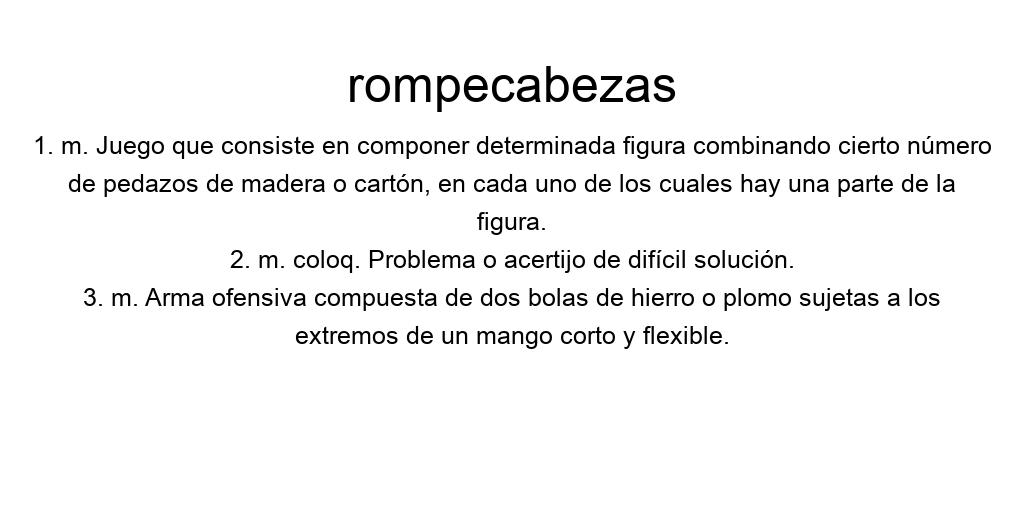 rompecabezas
1. m. Juego que consiste en componer determinada figura combinando cierto número
de pedazos de madera o cartón, en cada uno de los cuales hay una parte de la
figura.
2. m. coloq. Problema o acertijo de difícil solución.
3. m. Arma ofensiva compuesta de dos bolas de hierro o plomo sujetas a los
extremos de un mango corto y flexible.